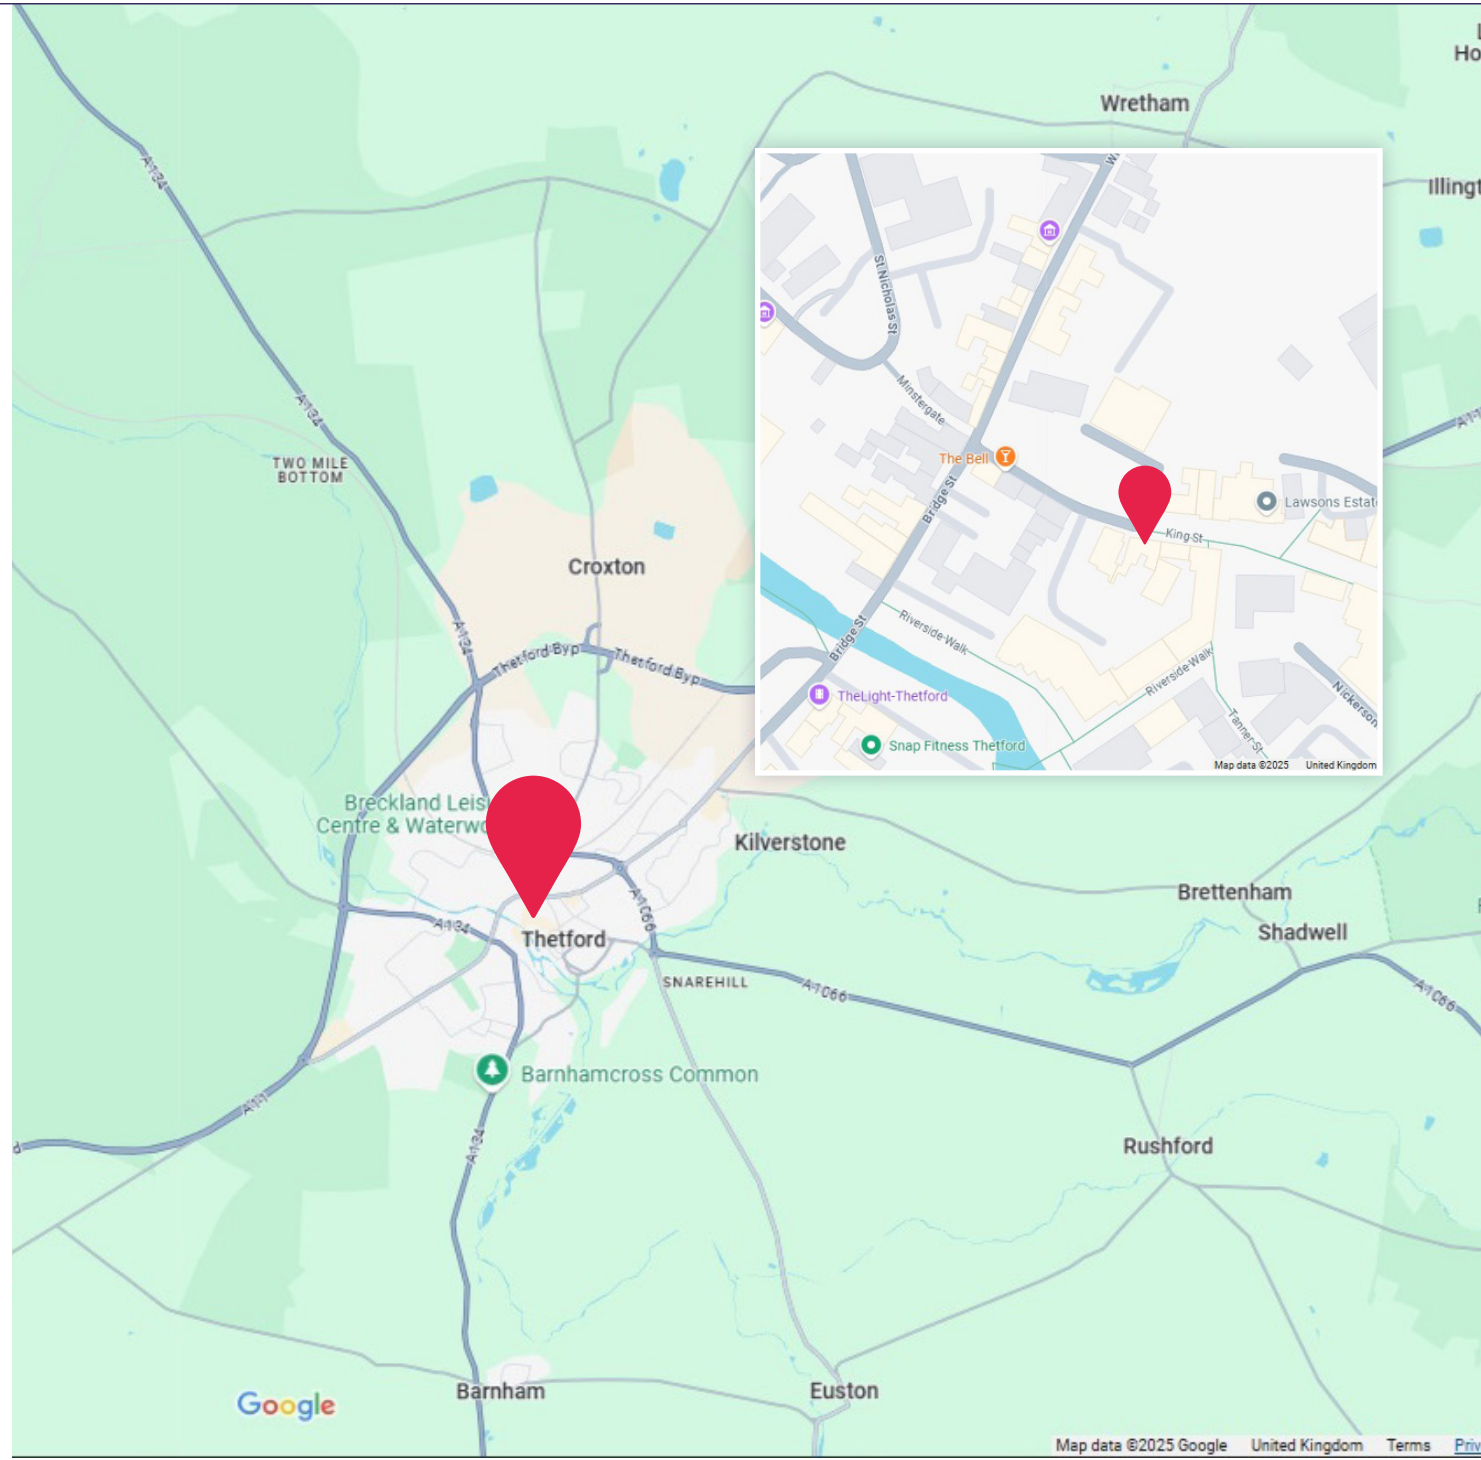 Wretham
A134
A134
TWO MILE
BOTTOM
Croxton
A134
Thetford Byp
Thetford Byp
St Nicholas St
Minstergate
The Bell
Bridge St
King St
Lawsons Estat
Riverside Walk
Bridge St
Riverside Walk
Nickerson
Tanner St
TheLight-Thetford
Snap Fitness Thetford
Map data ©2025 United Kingdom
Breckland Leis
Centre & Waterwo
Kilverstone
Brettenham
A1066
A134
Thetford
Shadwell
SNAREHILL
A1066
A1066
Barnhamcross Common
A11
A134
Rushford
Barnham
Euston
Google
Map data ©2025 Google United Kingdom Terms Priv